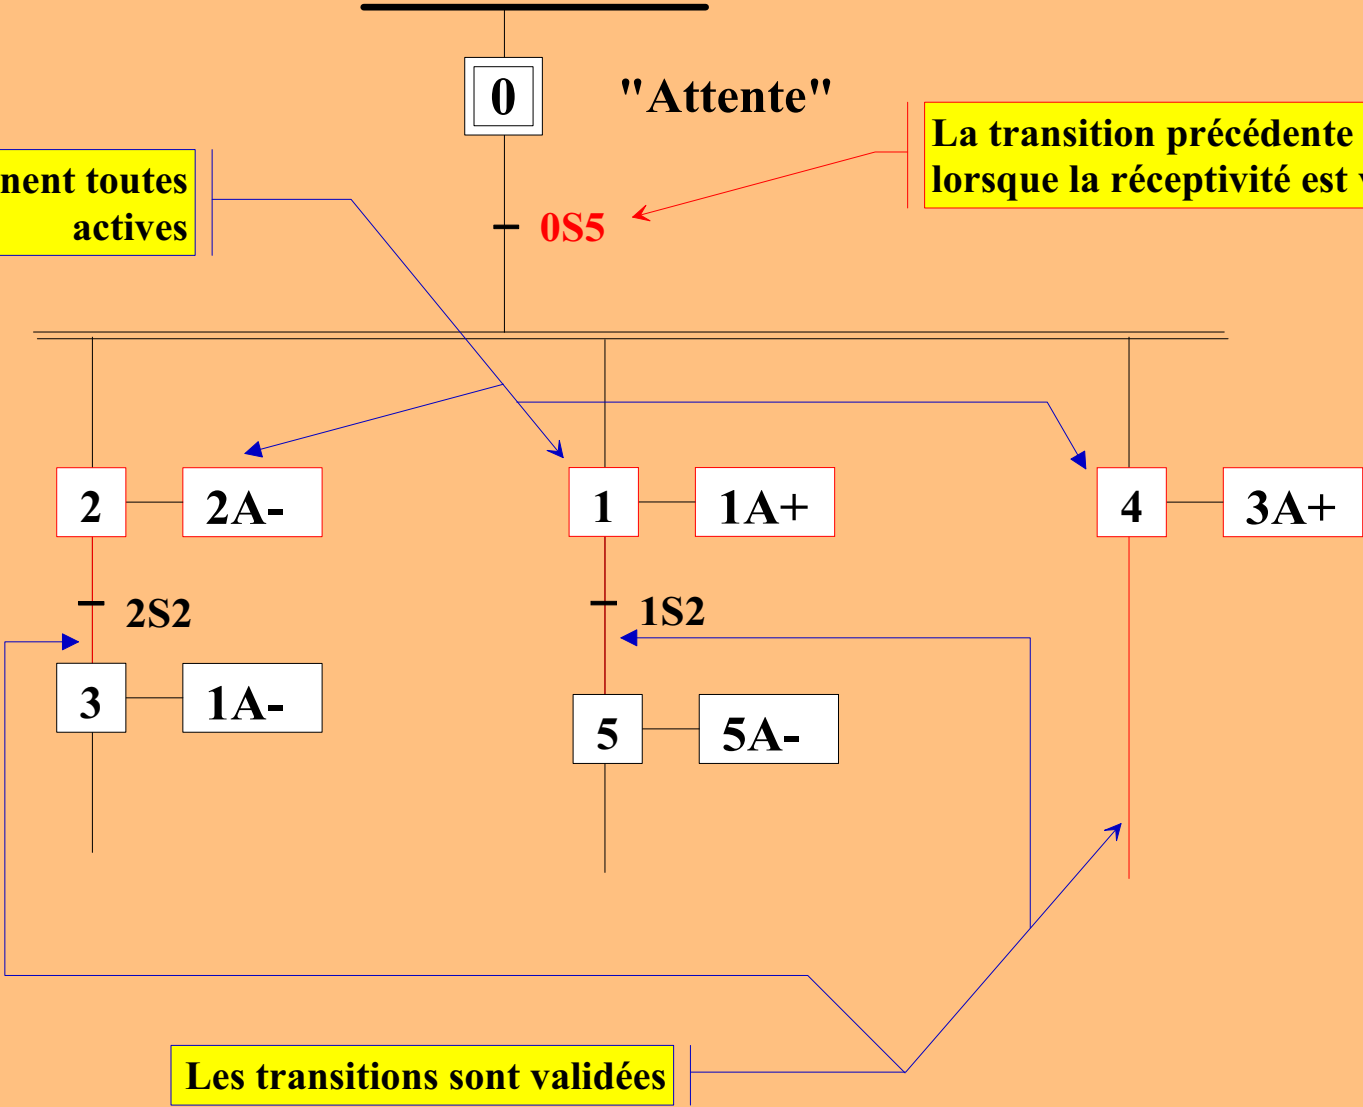 0
"Attente"
La transition précédente
lorsque la réceptivité est
nent toutes
actives
0S5
2
2A-
1
1A+
4
3A+
2S2
1S2
3
1A-
5
5A-
Les transitions sont validées